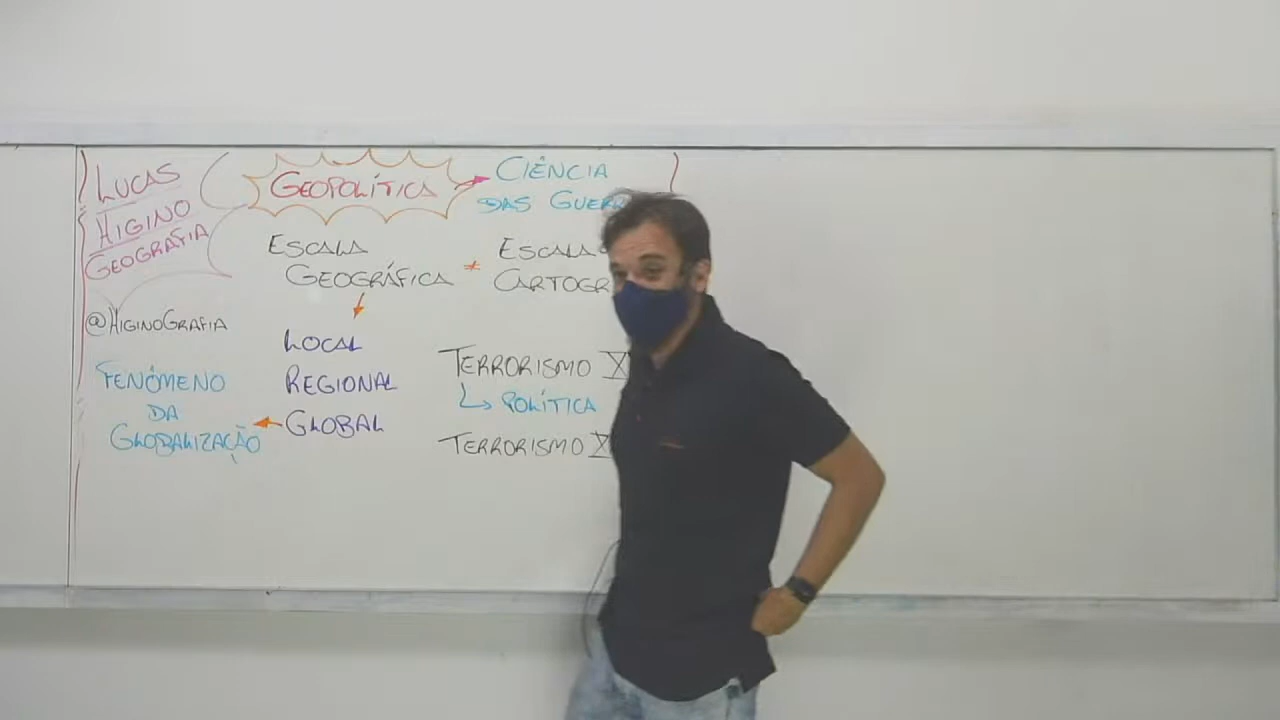 LUCAS
HIGINO
GEOGRAFIA
@HIGINOGRAFIA
FENÔMENO
DA
GLOBALIZAÇÃO
GEOPOLÍTICA
ESCALA
GEOGRÁFICA ≠
LOCAL
REGIONAL
GLOBAL
CIÊNCIA
DAS
ESCALA
TERRORISMO
POLÍTICA
TERRORISMO